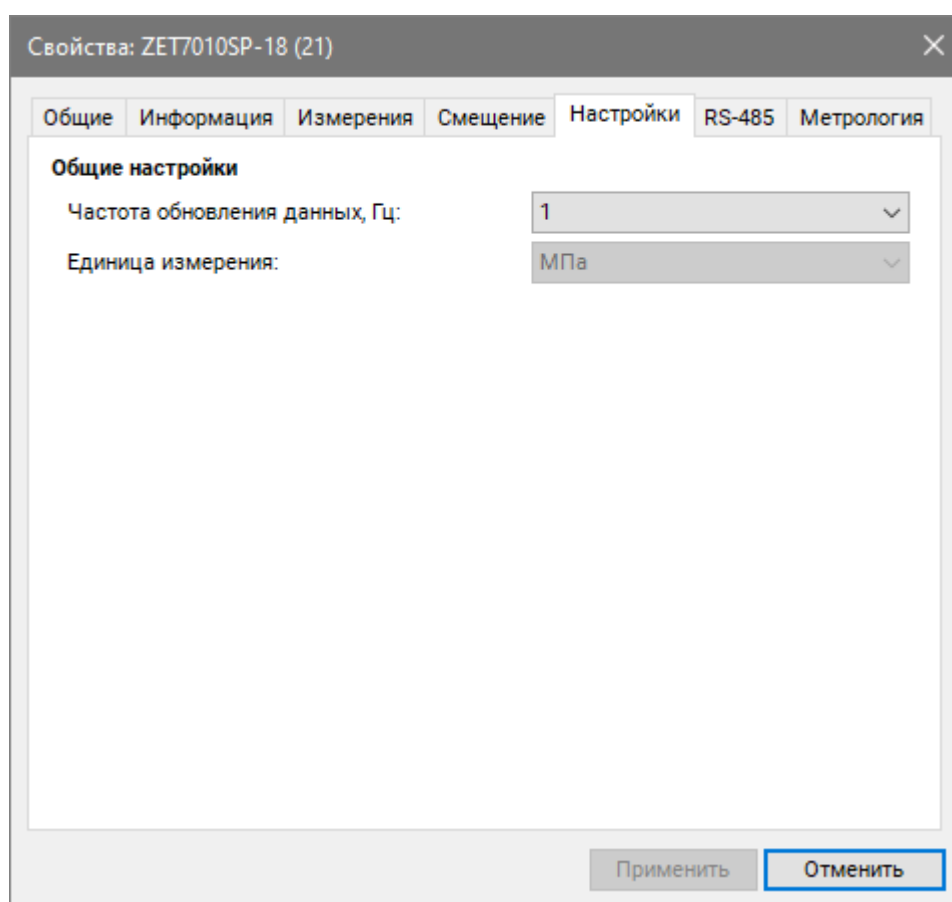 Свойства: ZET7010SP-18 (21)
Общие Информация Измерения Смещение Настройки RS-485 Метрология
Общие настройки
Частота обновления данных, Гц: 1
Единица измерения: МПа
Применить Отменить